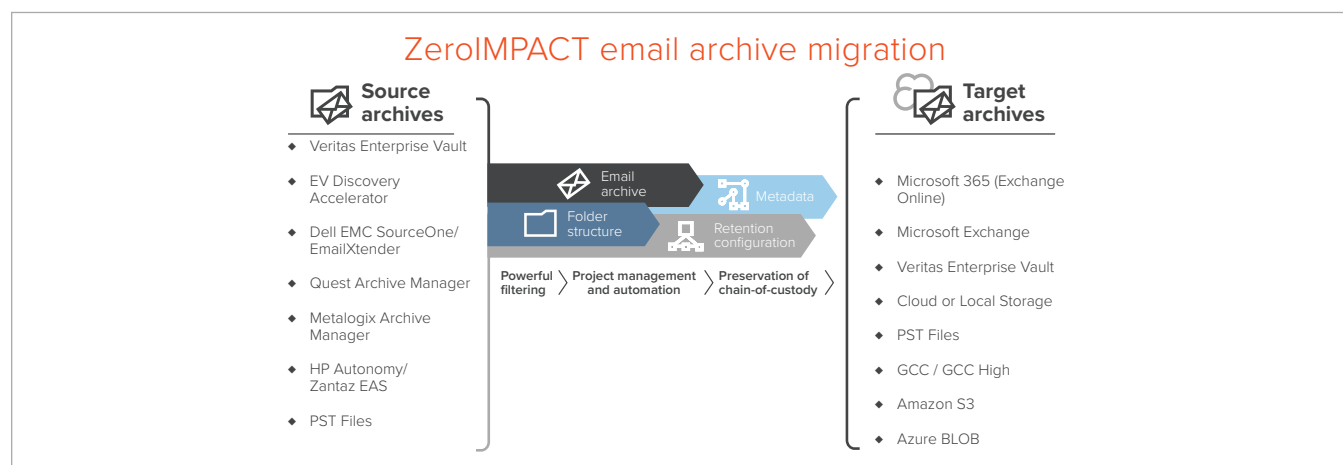 ZeroIMPACT email archive migration
Source
archives
Veritas Enterprise Vault
EV Discovery
Accelerator
Dell EMC SourceOne/
EmailXtender
Quest Archive Manager
Metalogix Archive
Manager
HP Autonomy/
Zantaz EAS
PST Files
Email
archive
Metadata
Folder
structure
Retention
configuration
Powerful
filtering
Project management
and automation
Preservation of
chain-of-custody
Target
archives
Microsoft 365 (Exchange
Online)
Microsoft Exchange
Veritas Enterprise Vault
Cloud or Local Storage
PST Files
GCC / GCC High
Amazon S3
Azure BLOB